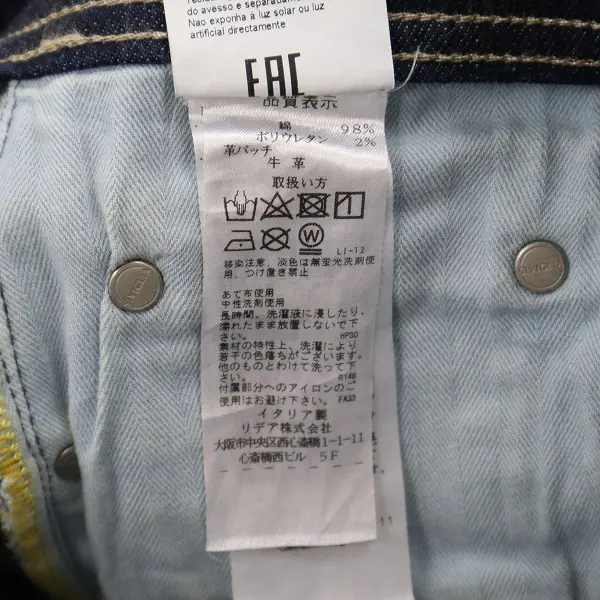 do avesso e separadamente
Nao exponha à luz solar ou luz
artificial directamente
EAC
品質表示
綿 98%
ポリウレタン 2%
革パッチ
牛 革
取扱い方
W
LI-12
移染注意、淡色は無蛍光洗剤使
用、つけ置き禁止
あて布使用
中性洗剤使用
長時間、洗濯液に浸したり、
濡れたまま放置しないで下
さい。 HP30
素材の特性上、洗濯により
若干の色落ちがございます。
他のものとわけて洗って下
さい。 RY46
付属部分へのアイロンのご
使用はお避け下さい。 FA32
イタリア製
リデア株式会社
大阪市中央区西心斎橋1-1-11
心斎橋西ビル 5F
11